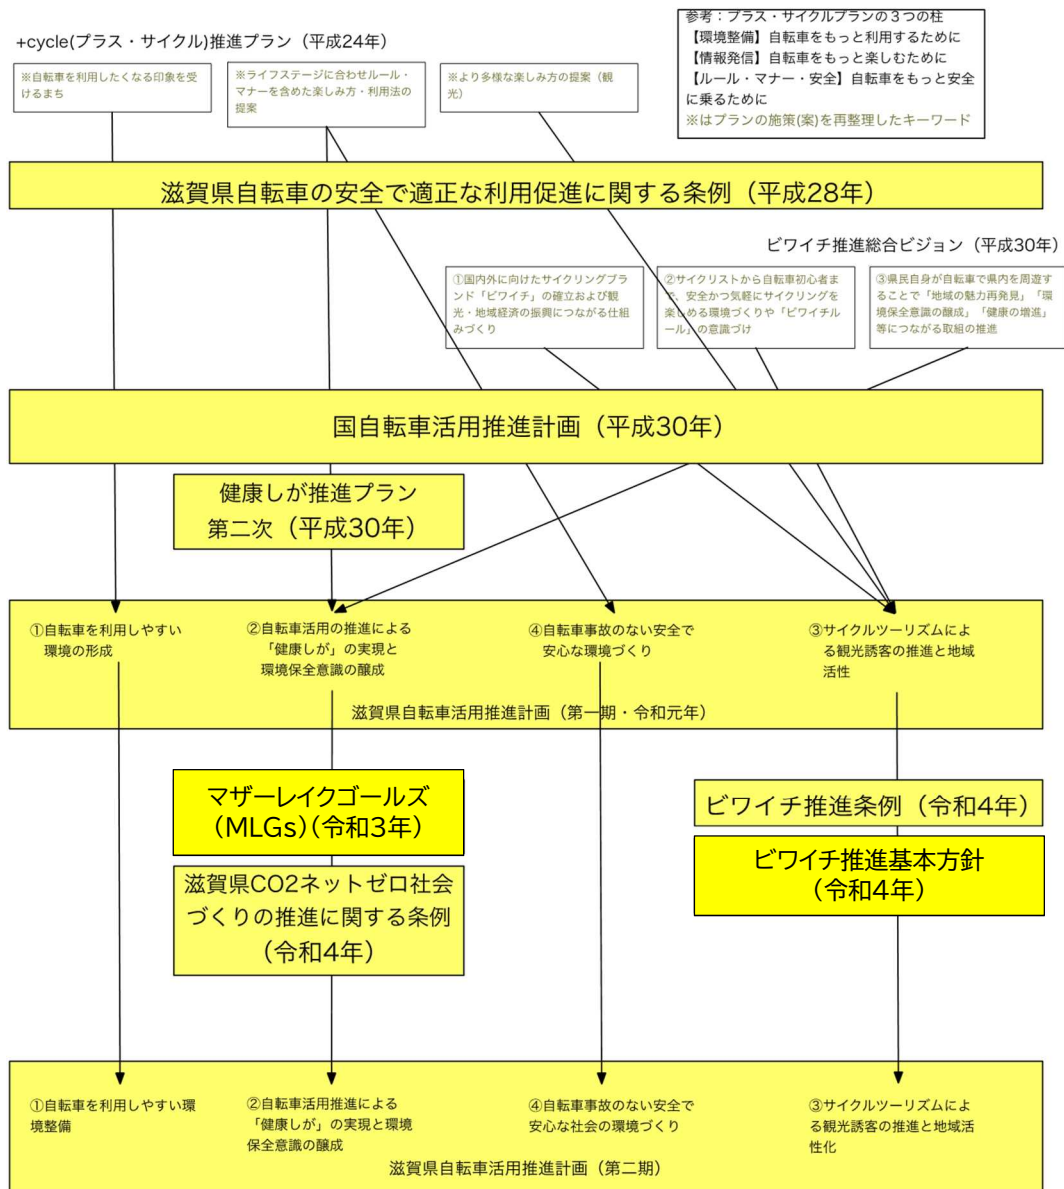 +cycle(プラス・サイクル)推進プラン（平成24年）
参考：プラス・サイクルプランの３つの柱
【環境整備】自転車をもっと利用するために
【情報発信】自転車をもっと楽しむために
【ルール・マナー・安全】自転車をもっと安全
に乗るために
※はプランの施策(案)を再整理したキーワード
※自転車を利用したくなる印象を受
けるまち
※ライフステージに合わせルール・
マナーを含めた楽しみ方・利用法の
提案
※より多様な楽しみ方の提案（観
光）
滋賀県自転車の安全で適正な利用促進に関する条例（平成28年）
ビワイチ推進総合ビジョン（平成30年）
①国内外に向けたサイクリングブラ
ンド「ビワイチ」の確立および観
光・地域経済の振興につながる仕組
みづくり
②サイクリストから自転車初心者ま
で、安全かつ気軽にサイクリングを
楽しめる環境づくりや「ビワイチル
ール」の意識づけ
③県民自身が自転車で県内を周遊す
ることで「地域の魅力再発見」「環
境保全意識の醸成」「健康の増進」
等につながる取組の推進
国自転車活用推進計画（平成30年）
健康しが推進プラン
第二次（平成30年）
①自転車を利用しやすい
環境の形成
②自転車活用の推進による
「健康しが」の実現と
環境保全意識の醸成
④自転車事故のない安全で
安心な環境づくり
③サイクルツーリズムによ
る観光誘客の推進と地域
活性
滋賀県自転車活用推進計画（第一期・令和元年）
マザーレイクゴールズ
（MLGs）（令和3年）
滋賀県CO2ネットゼロ社会
づくりの推進に関する条例
（令和4年）
ビワイチ推進条例（令和4年）
ビワイチ推進基本方針
（令和4年）
①自転車を利用しやすい環
境整備
②自転車活用推進による
「健康しが」の実現と環境
保全意識の醸成
④自転車事故のない安全で
安心な社会の環境づくり
③サイクルツーリズムによ
る観光誘客の推進と地域活
性化
滋賀県自転車活用推進計画（第二期）